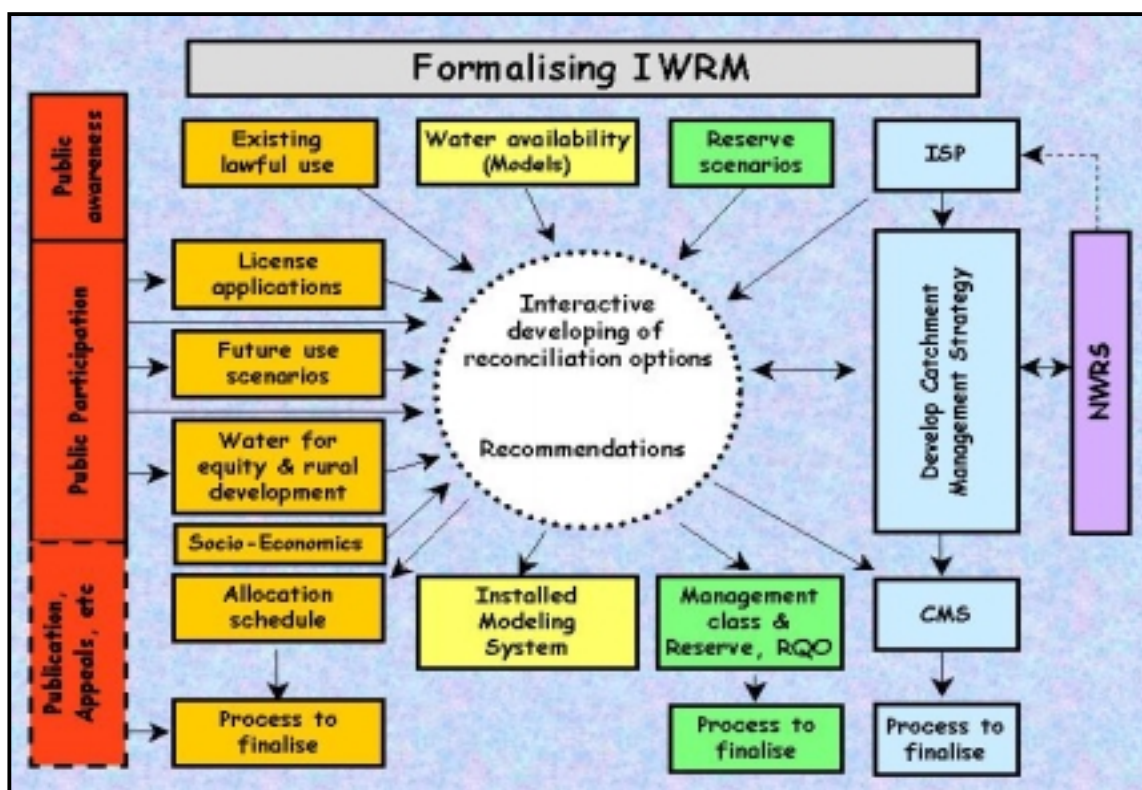 Formalising IWRM
Public
awareness
Public Participation
Publication,
Appeals, etc
Existing
lawful use
Water availability
(Models)
Reserve
scenarios
ISP
License
applications
Future use
scenarios
Water for
equity & rural
development
Socio-Economics
Interactive
developing of
reconciliation options
Recommendations
Develop Catchment
Management Strategy
NWRS
Allocation
schedule
Installed
Modeling
System
Management
class &
Reserve, RQO
CMS
Process to
finalise
Process to
finalise
Process to
finalise